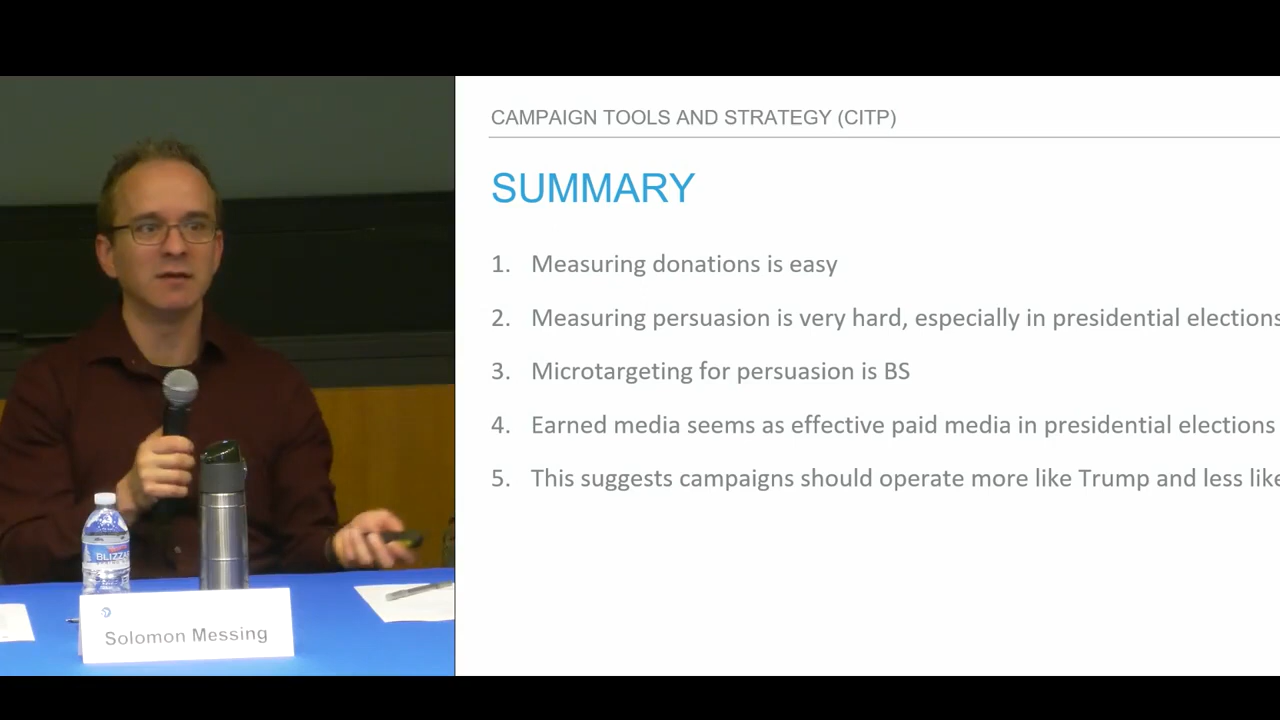 CAMPAIGN TOOLS AND STRATEGY (CITP)
SUMMARY
1. Measuring donations is easy
2. Measuring persuasion is very hard, especially in presidential elections
3. Microtargeting for persuasion is BS
4. Earned media seems as effective paid media in presidential elections
5. This suggests campaigns should operate more like Trump and less like
BLIZZA
Solomon Messing